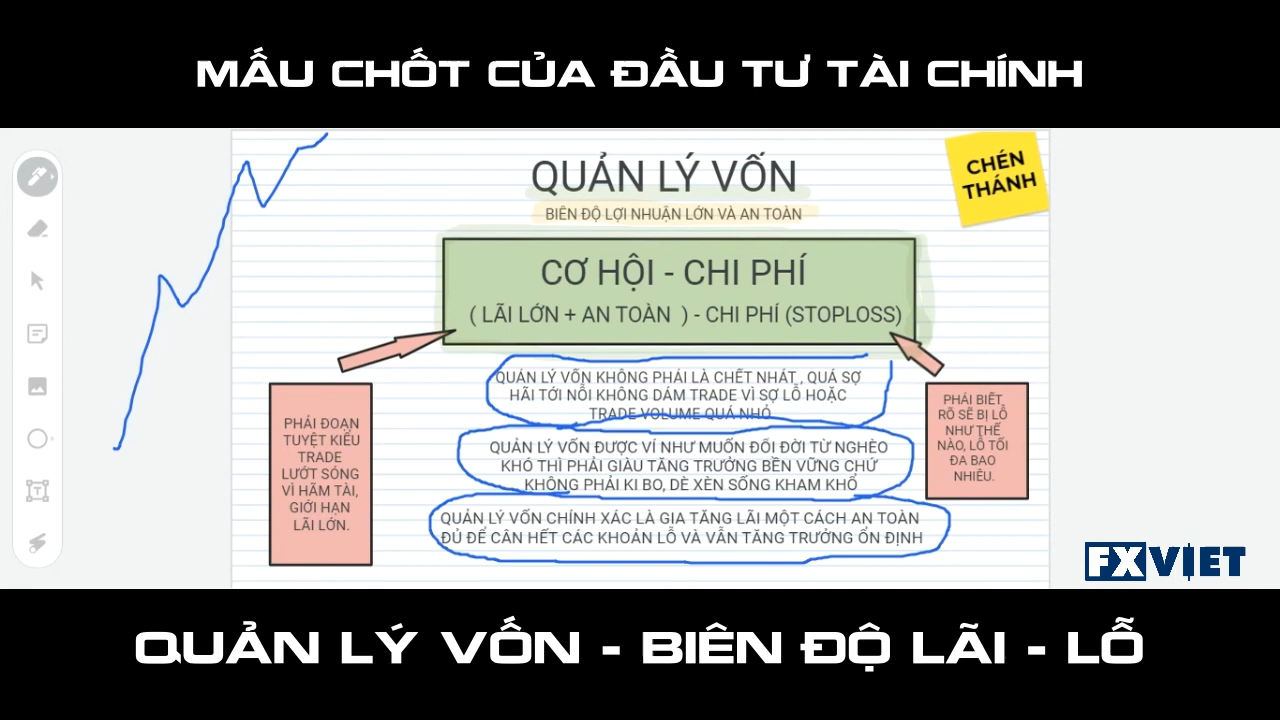 MẤU CHỐT CỦA ĐẦU TƯ TÀI CHÍNH
QUẢN LÝ VỐN
BIÊN ĐỘ LỢI NHUẬN LỚN VÀ AN TOÀN
CHÉN
THÁNH
CƠ HỘI - CHI PHÍ
( LÃI LỚN + AN TOÀN ) - CHI PHÍ (STOPLOSS)
PHẢI ĐOẠN
TUYỆT KIỂU
TRADE
LƯỚT SÓNG
VÌ HÃM TÀI,
GIỚI HẠN
LÃI LỚN.
QUẢN LÝ VỐN KHÔNG PHẢI LÀ CHẾT NHÁT , QUÁ SỢ
HÃI TỚI NỖI KHÔNG DÁM TRADE VÌ SỢ LỖ HOẶC
TRADE VOLUME QUÁ NHỎ
QUẢN LÝ VỐN ĐƯỢC VÍ NHƯ MUỐN ĐỔI ĐỜI TỪ NGHÈO
KHÓ THÌ PHẢI GIÀU TĂNG TRƯỞNG BỀN VỮNG CHỨ
KHÔNG PHẢI KI BO, DÈ XẺN SỐNG KHAM KHỔ
QUẢN LÝ VỐN CHÍNH XÁC LÀ GIA TĂNG LÃI MỘT CÁCH AN TOÀN
ĐỦ ĐỂ CÂN HẾT CÁC KHOẢN LỖ VÀ VẪN TĂNG TRƯỞNG ỔN ĐỊNH
PHẢI BIẾT
RÕ SẼ BỊ LỖ
NHƯ THẾ
NÀO, LỖ TỐI
ĐA BAO
NHIÊU.
FXVIET
QUẢN LÝ VỐN - BIÊN ĐỘ LÃI - LỖ